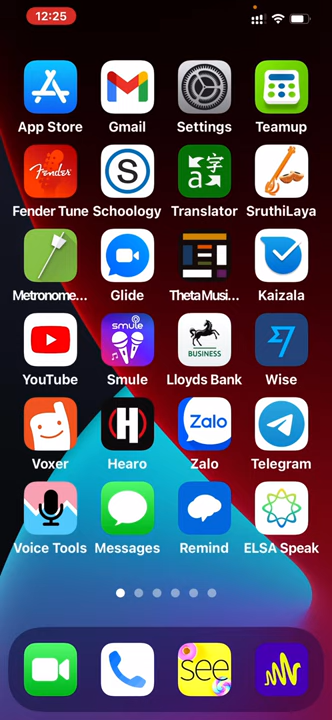 12:25
App Store
Gmail
Settings
Teamup
Fender
Fender Tune
S
Schoology
a 字
Translator
SruthiLaya
Metronome...
Glide
ThetaMusi...
Kaizala
YouTube
smule
Smule
BUSINESS
Lloyds Bank
Wise
Voxer
H
Hearo
Zalo
Zalo
Telegram
Voice Tools
Messages
Remind
ELSA Speak
see